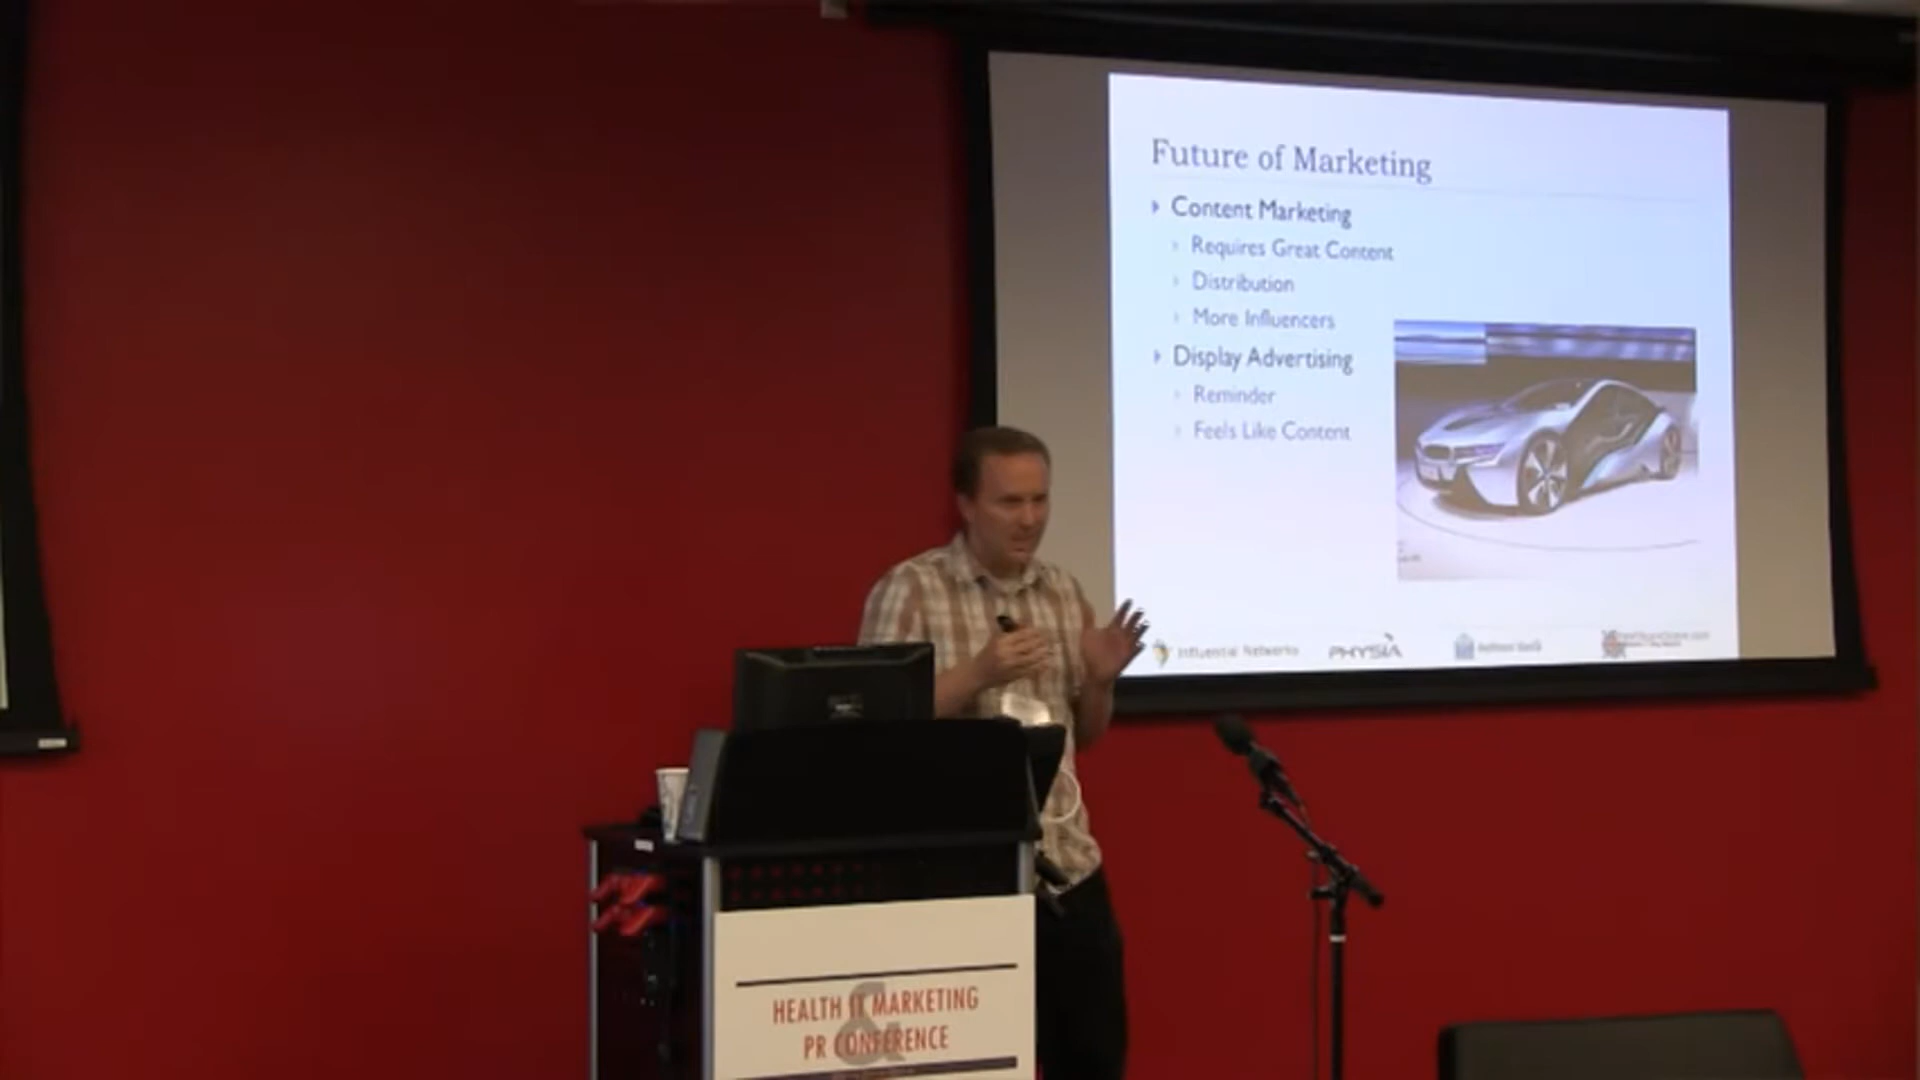 Future of Marketing
Content Marketing
Requires Great Content
Distribution
More Influencers
Display Advertising
Reminder
Feels Like Content
Influential Networks
PHYSIA
HEALTH IT MARKETING
&
PR CONFERENCE